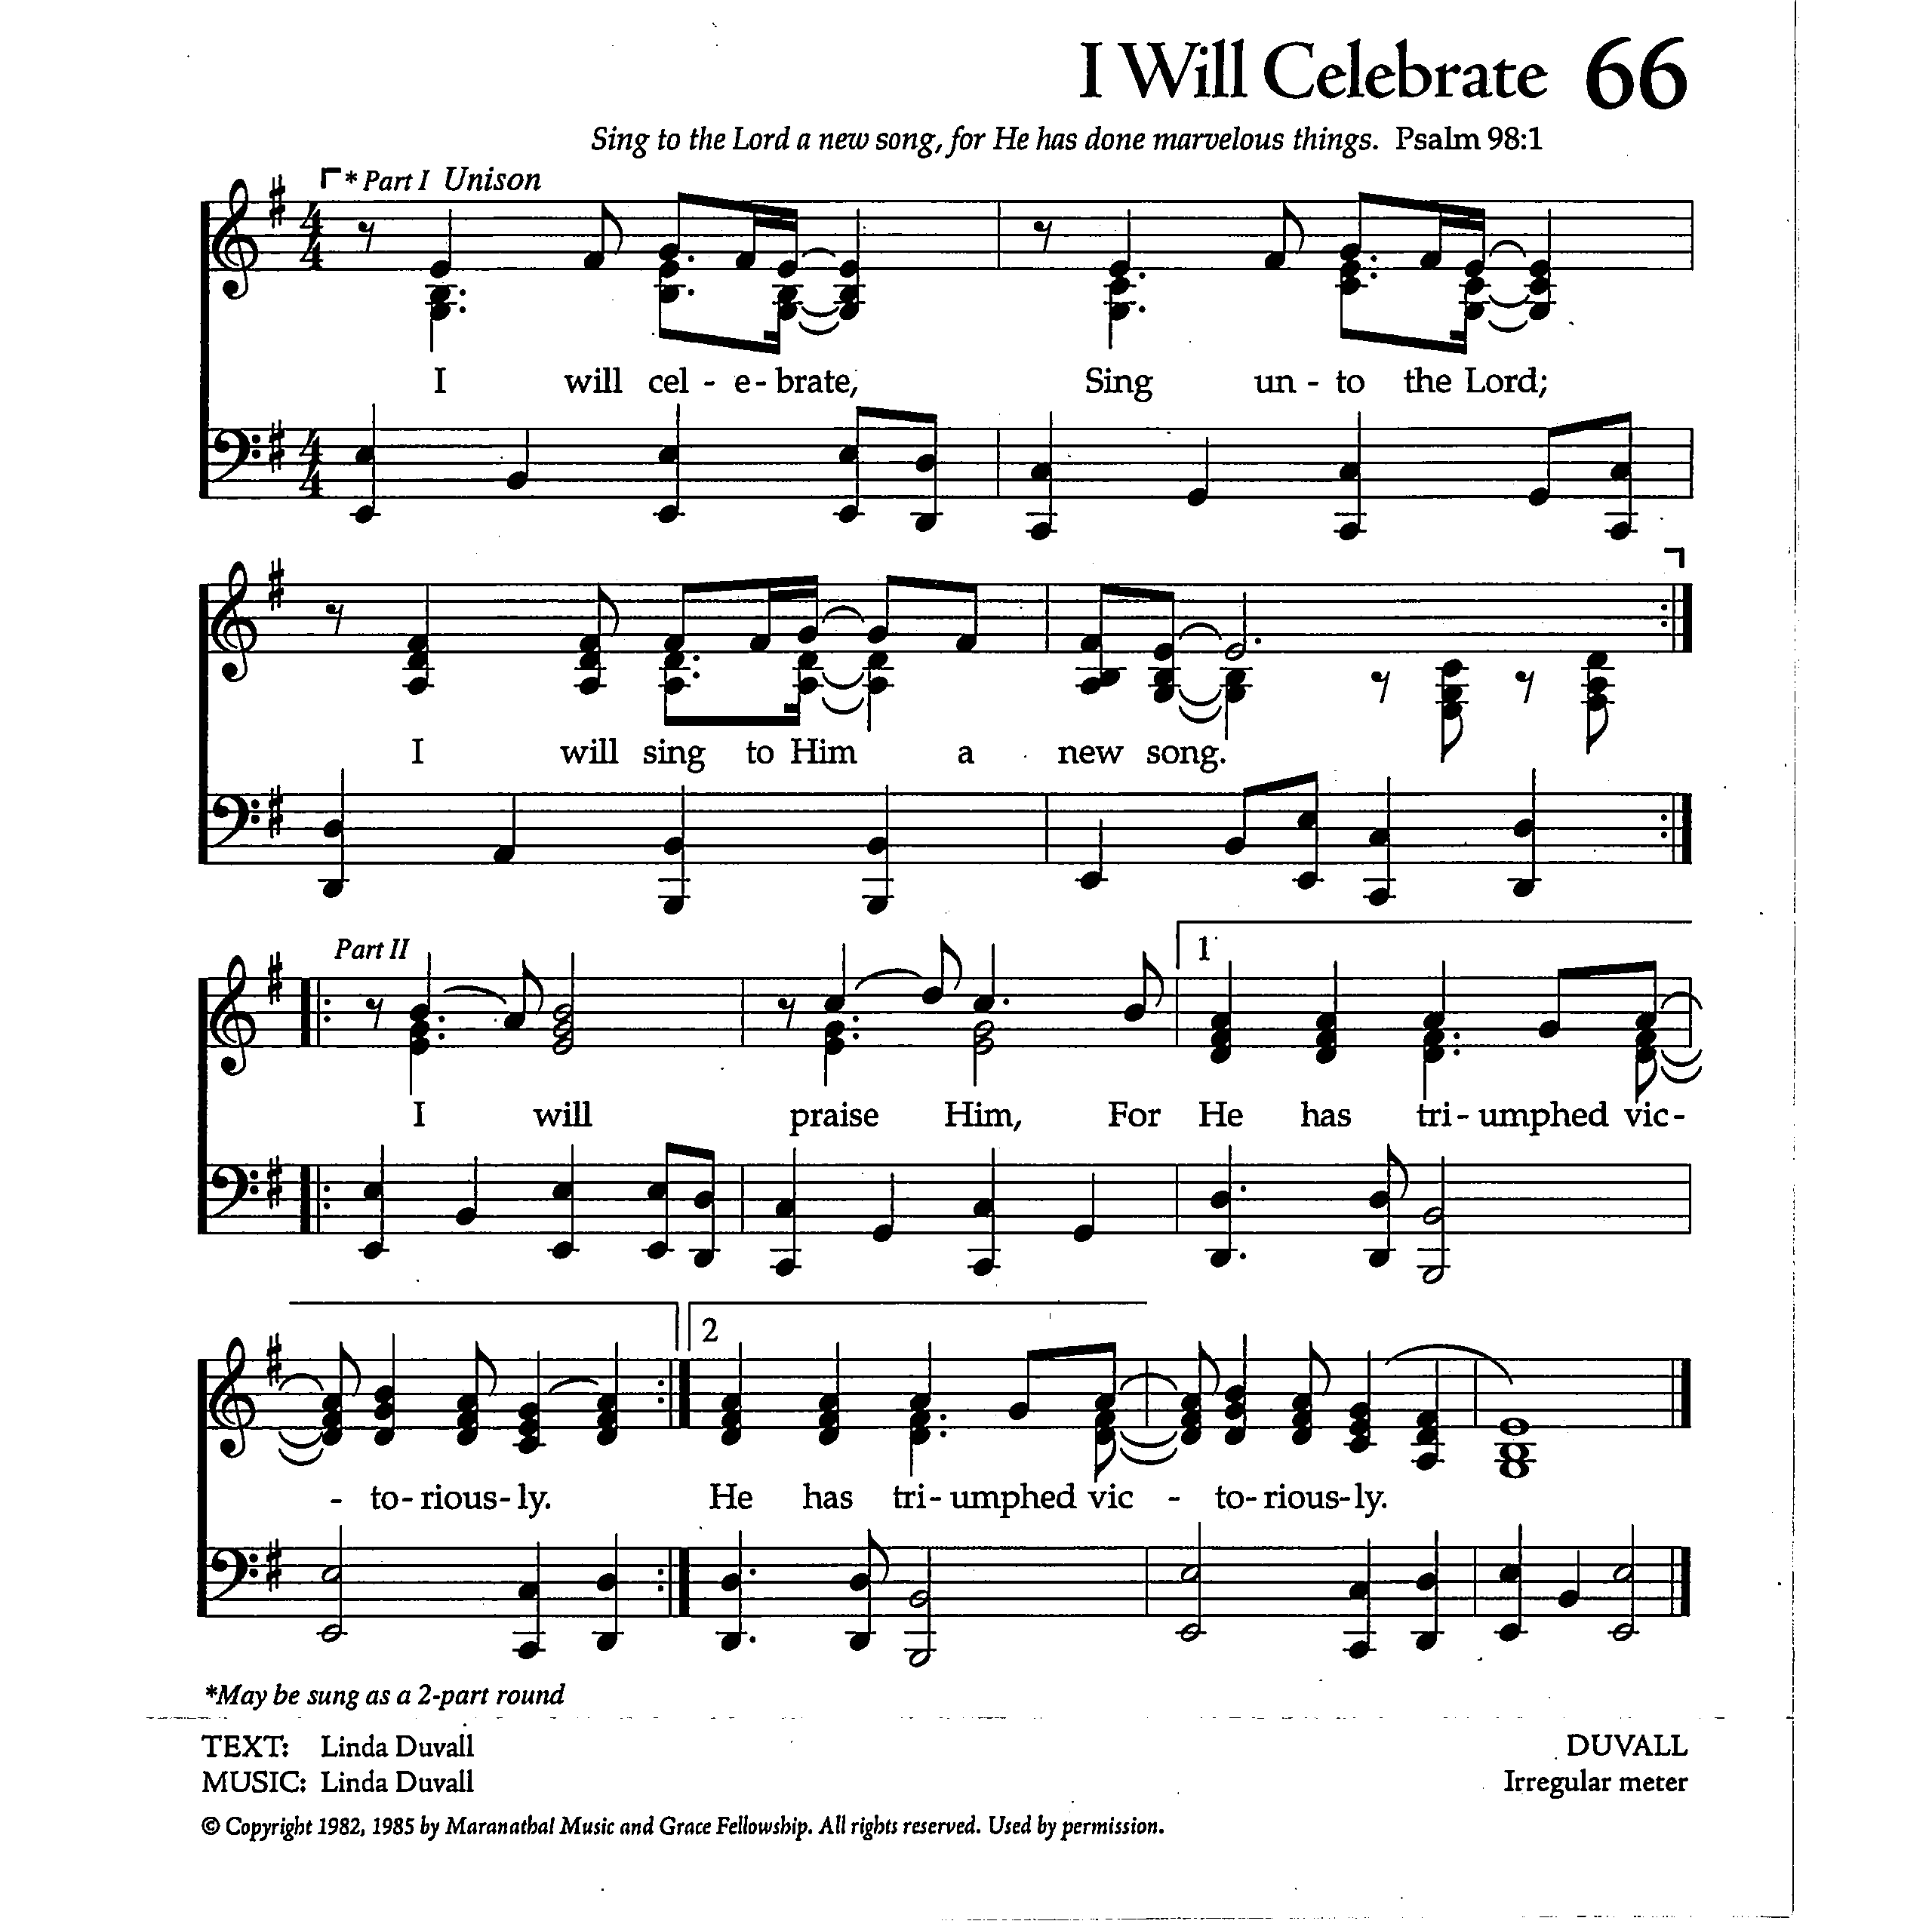 I Will Celebrate 66
Sing to the Lord a new song, for He has done marvelous things. Psalm 98:1
* Part I Unison
I will cel - e - brate, Sing un - to the Lord;
I will sing to Him a new song.
Part II
1
I will praise Him, For He has tri - umphed vic -
2
- to - rious - ly. He has tri - umphed vic - to - rious - ly.
*May be sung as a 2-part round
TEXT: Linda Duvall DUVALL
MUSIC: Linda Duvall Irregular meter
© Copyright 1982, 1985 by Maranatha! Music and Grace Fellowship. All rights reserved. Used by permission.